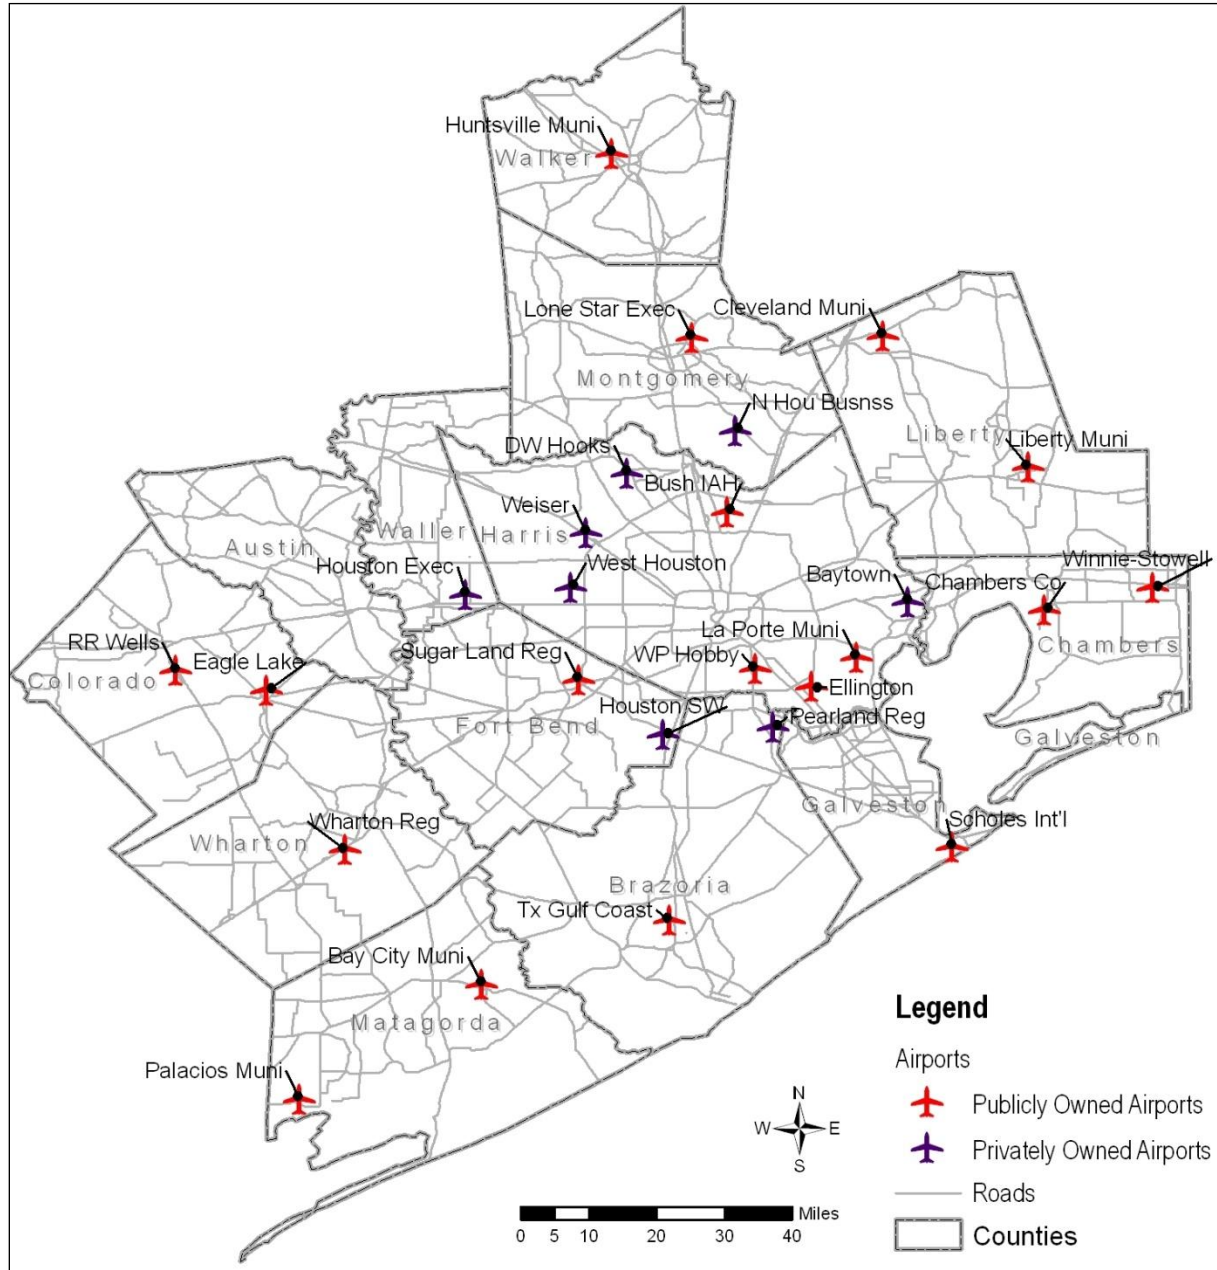 Huntsville Muni
Walker
Lone Star Exec
Cleveland Muni
Montgomery
N Hou Busnss
Liberty
Liberty Muni
DW Hooks
Bush IAH
Weiser
Waller
Harris
Austin
Houston Exec
West Houston
Baytown
Chambers Co
Winnie-Stowell
RR Wells
Eagle Lake
Colorado
Sugar Land Reg
WP Hobby
La Porte Muni
Chambers
Ellington
Houston SW
Pearland Reg
Fort Bend
Galveston
Galveston
Scholes Int'l
Wharton Reg
Wharton
Brazoria
Tx Gulf Coast
Bay City Muni
Matagorda
Palacios Muni
Legend
Airports
Publicly Owned Airports
Privately Owned Airports
Roads
Counties
N
W E
S
Miles
0 5 10 20 30 40